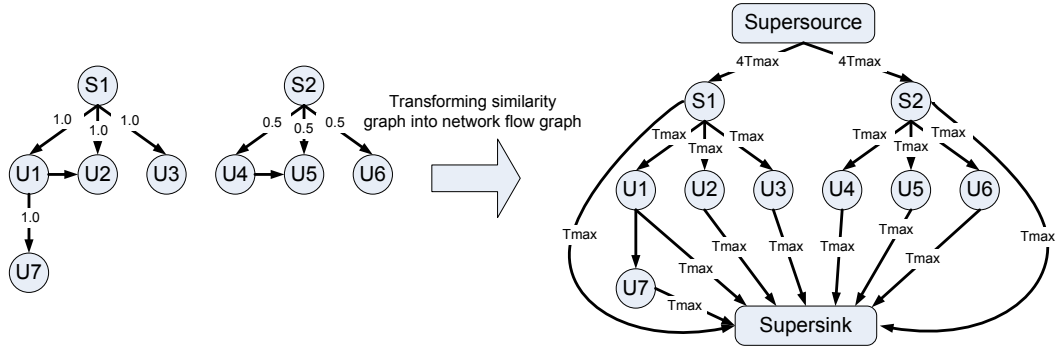 Supersource
4Tmax 4Tmax
S1 S2
1.0 1.0 1.0
0.5 0.5 0.5
U1 U2 U3
U4 U5 U6
1.0
U7
Transforming similarity
graph into network flow graph
S1 S2
Tmax Tmax Tmax
Tmax Tmax Tmax
U1 U2 U3 U4 U5 U6
Tmax Tmax Tmax Tmax Tmax Tmax Tmax Tmax
U7
Tmax
Supersink